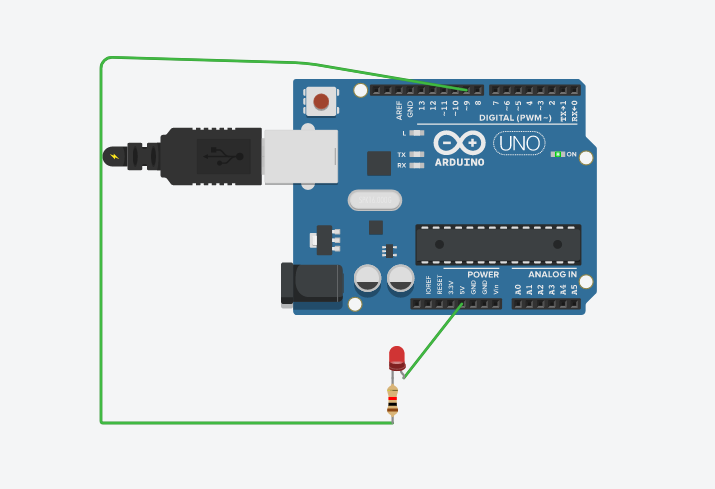 AREF
GND
13
12
~11
~10
~9
8
7
~6
~5
4
~3
2
TX→1
RX←0
DIGITAL (PWM~)
L
TX
RX
UNO
ON
ARDUINO
POWER
ANALOG IN
IOREF
RESET
3.3V
5V
GND
GND
Vin
A0
A1
A2
A3
A4
A5